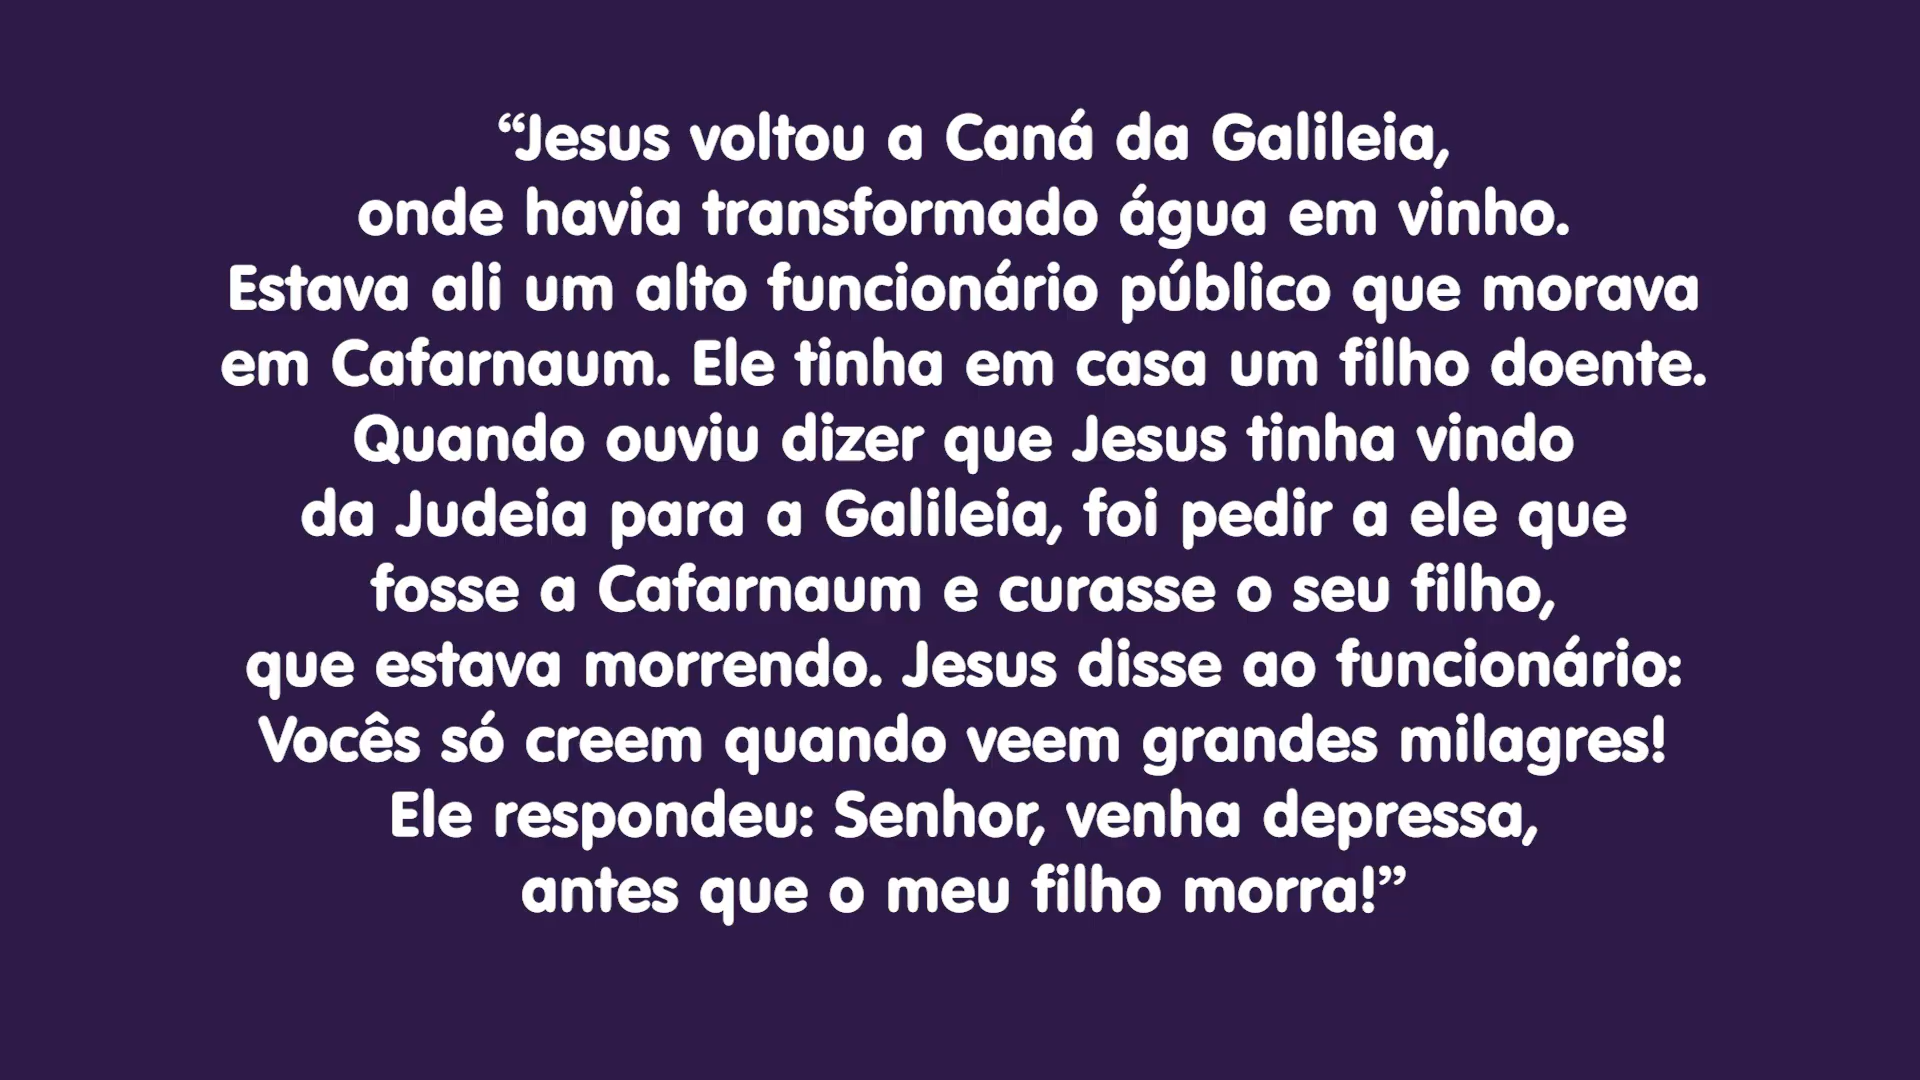 “Jesus voltou a Caná da Galileia,
onde havia transformado água em vinho.
Estava ali um alto funcionário público que morava
em Cafarnaum. Ele tinha em casa um filho doente.
Quando ouviu dizer que Jesus tinha vindo
da Judeia para a Galileia, foi pedir a ele que
fosse a Cafarnaum e curasse o seu filho,
que estava morrendo. Jesus disse ao funcionário:
Vocês só creem quando veem grandes milagres!
Ele respondeu: Senhor, venha depressa,
antes que o meu filho morra!”